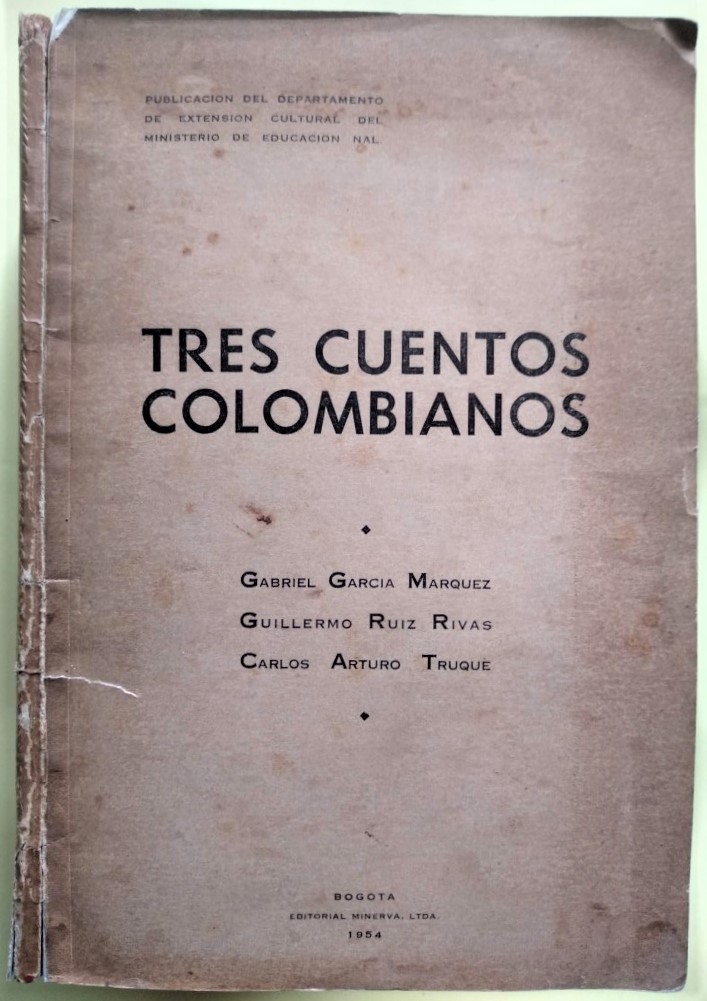 PUBLICACION DEL DEPARTAMENTO
DE EXTENSION CULTURAL DEL
MINISTERIO DE EDUCACION NAL.
TRES CUENTOS
COLOMBIANOS
GABRIEL GARCIA MARQUEZ
GUILLERMO RUIZ RIVAS
CARLOS ARTURO TRUQUE
BOGOTA
EDITORIAL MINERVA, LTDA.
1954